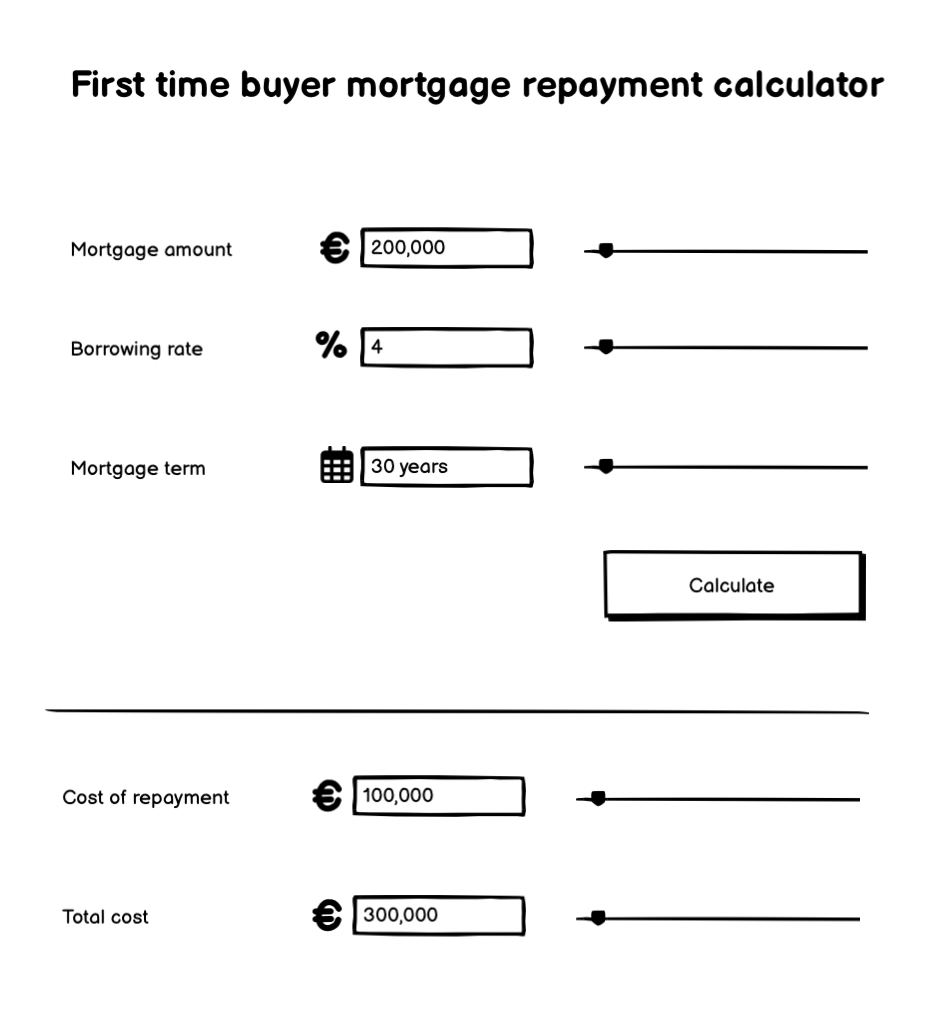 First time buyer mortgage repayment calculator
Mortgage amount € 200,000
Borrowing rate % 4
Mortgage term 30 years
Calculate
Cost of repayment € 100,000
Total cost € 300,000